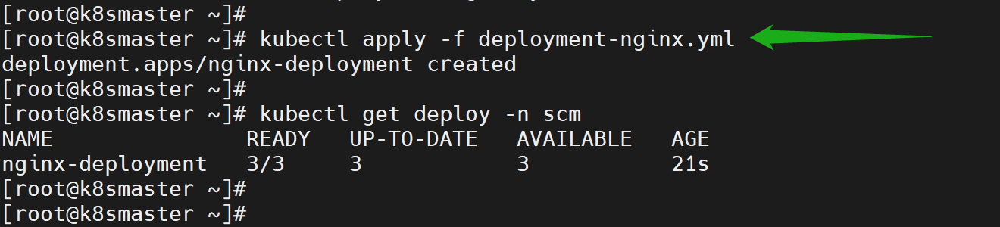 [root@k8smaster ~]#
[root@k8smaster ~]# kubectl apply -f deployment-nginx.yml
deployment.apps/nginx-deployment created
[root@k8smaster ~]#
[root@k8smaster ~]# kubectl get deploy -n scm
NAME               READY   UP-TO-DATE   AVAILABLE   AGE
nginx-deployment   3/3     3            3           21s
[root@k8smaster ~]#
[root@k8smaster ~]#